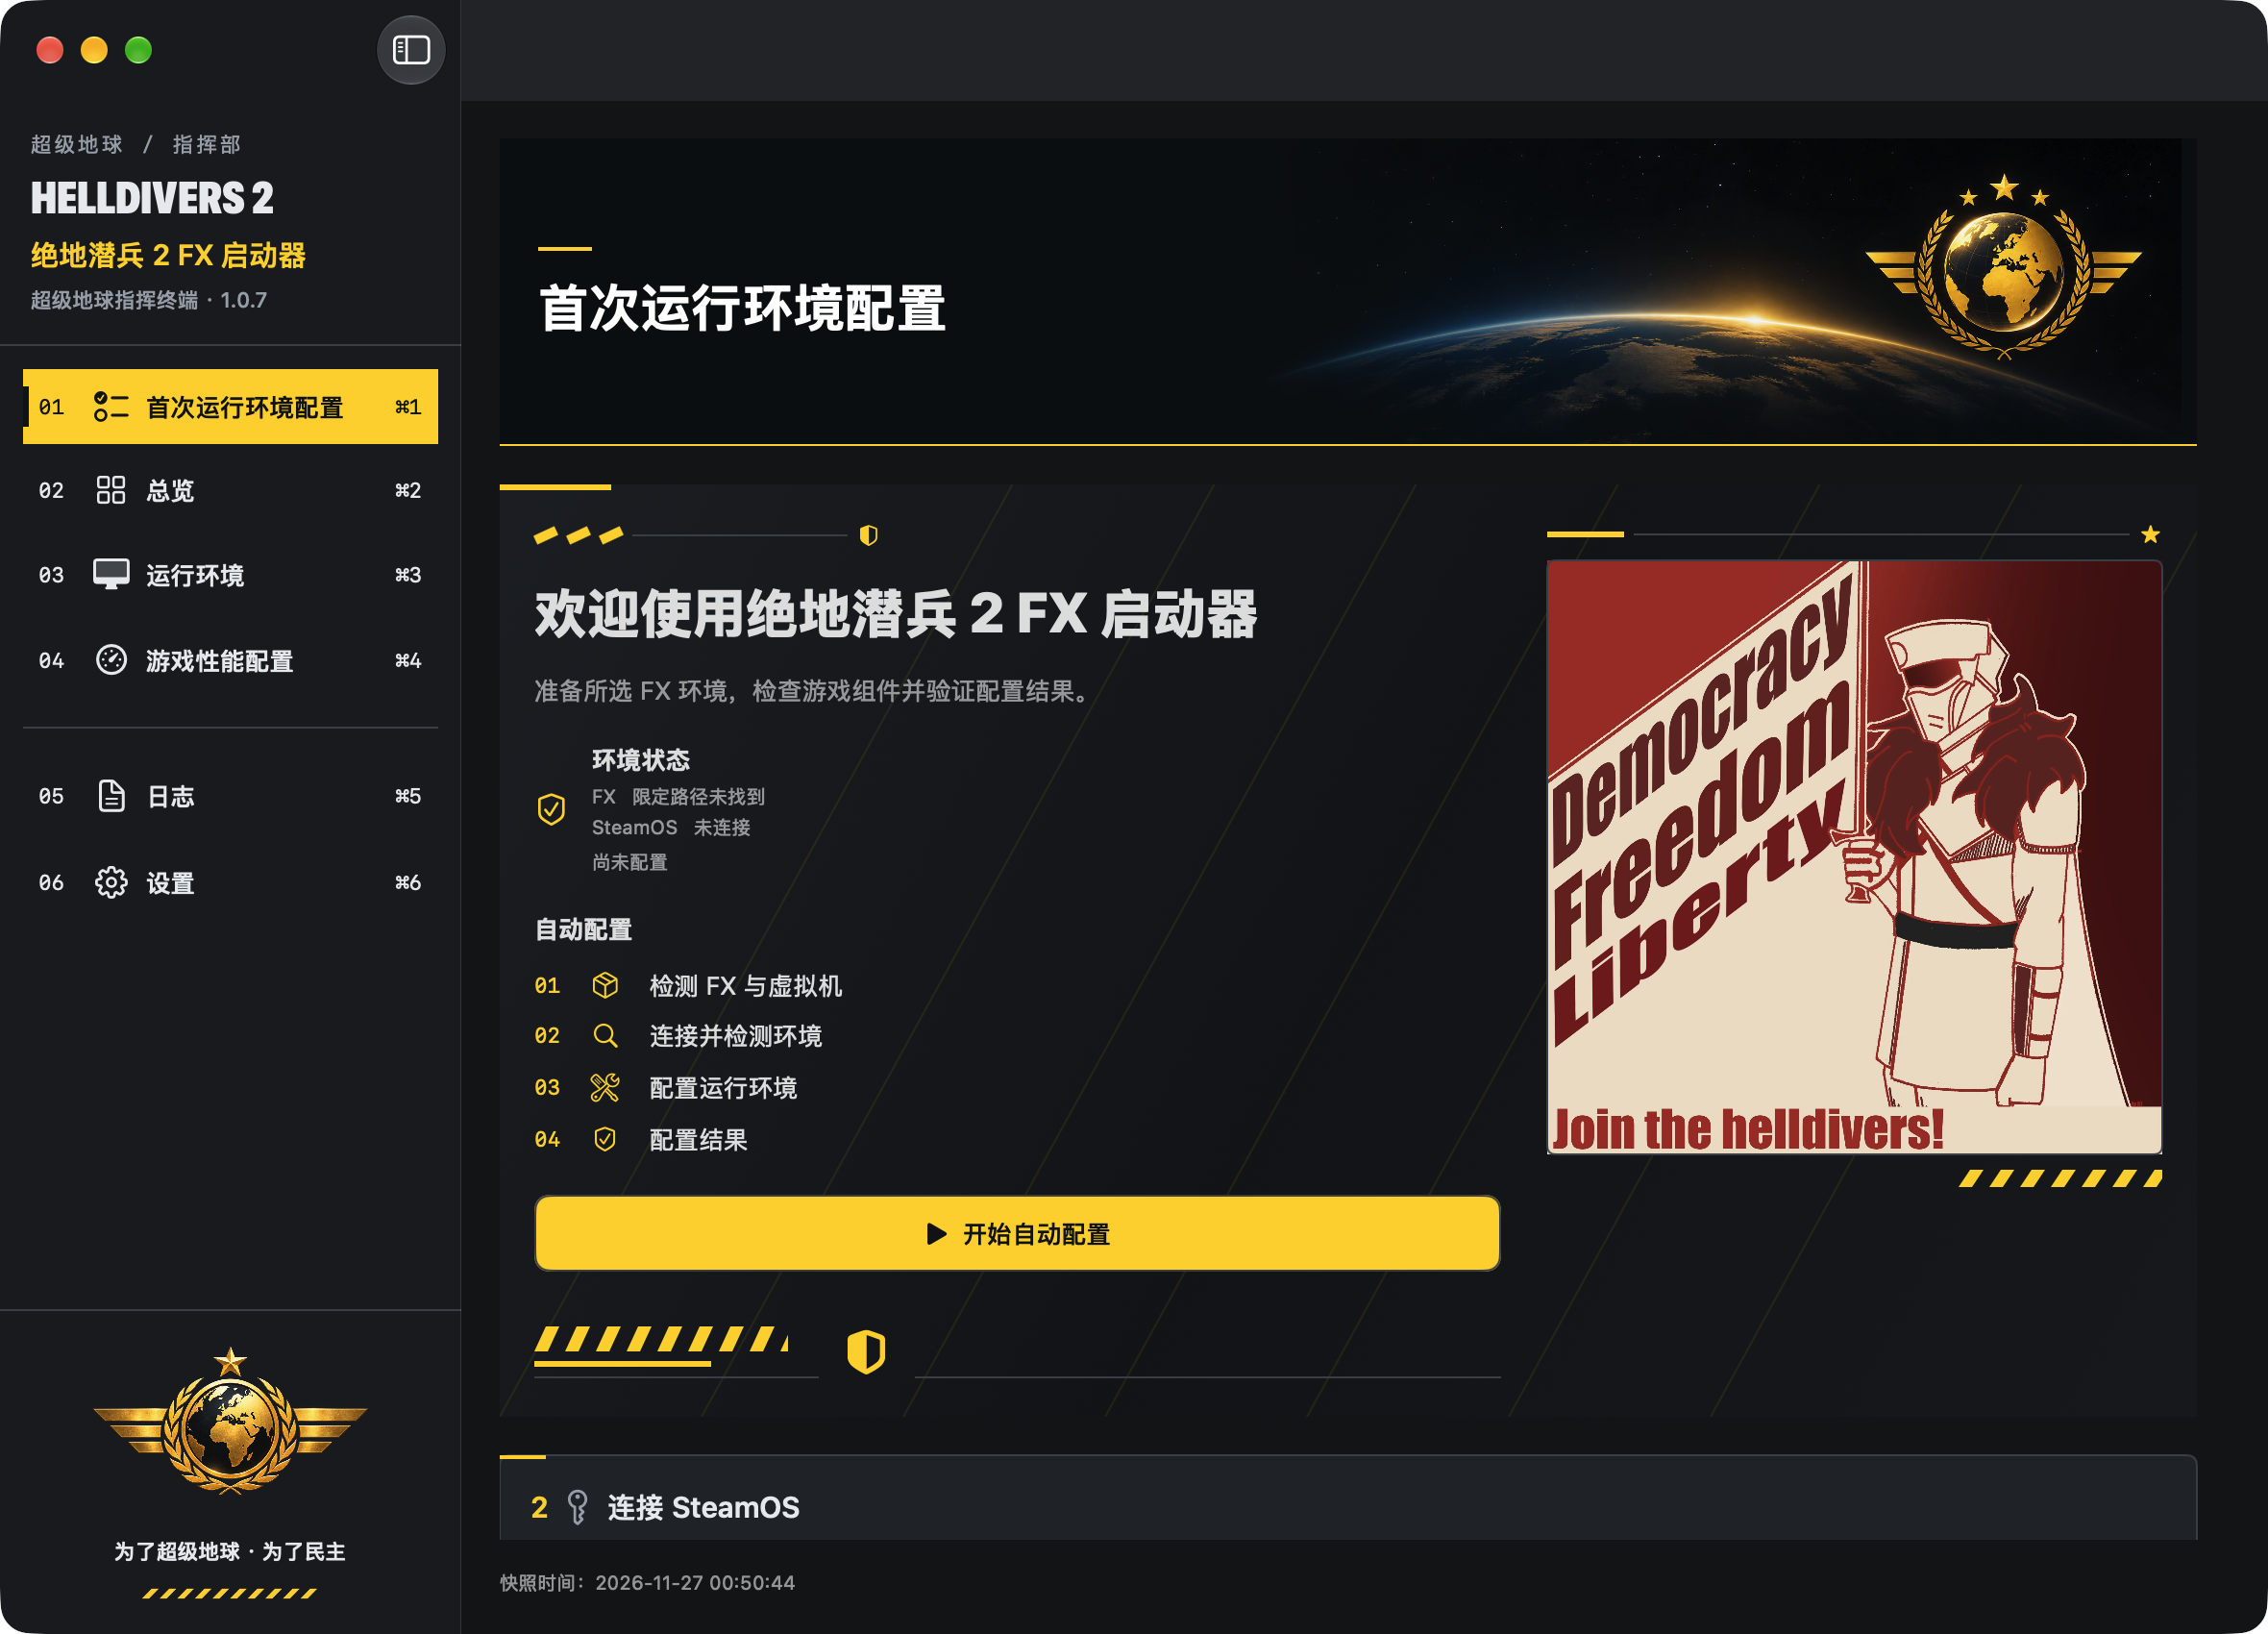 超级地球 / 指挥部
HELLDIVERS 2
绝地潜兵 2 FX 启动器
超级地球指挥终端 · 1.0.7
01 首次运行环境配置 ⌘1
02 总览 ⌘2
03 运行环境 ⌘3
04 游戏性能配置 ⌘4
05 日志 ⌘5
06 设置 ⌘6
为了超级地球 · 为了民主
首次运行环境配置
欢迎使用绝地潜兵 2 FX 启动器
准备所选 FX 环境，检查游戏组件并验证配置结果。
环境状态
FX 限定路径未找到
SteamOS 未连接
尚未配置
自动配置
01 检测 FX 与虚拟机
02 连接并检测环境
03 配置运行环境
04 配置结果
开始自动配置
Democracy
Freedom
Liberty
Join the helldivers!
2 连接 SteamOS
快照时间：2026-11-27 00:50:44